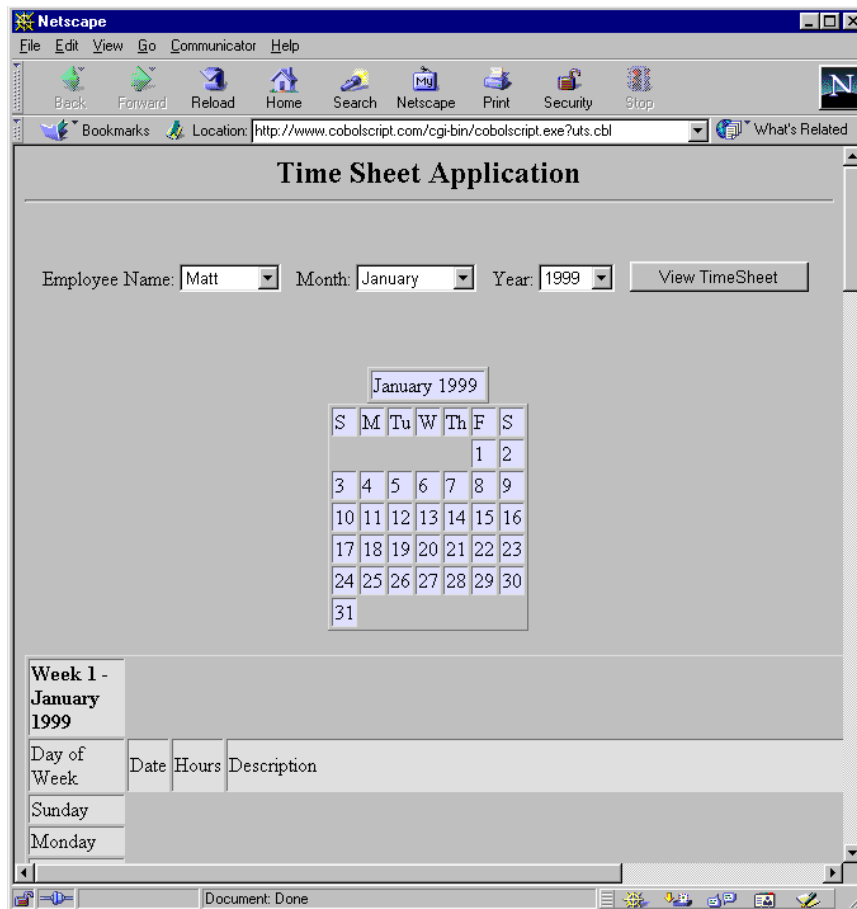 Netscape
File Edit View Go Communicator Help
My
Back Forward Reload Home Search Netscape Print Security Stop
N
Bookmarks Location: http://www.cobolscript.com/cgi-bin/cobolscript.exe?uts.cbl What's Related
Time Sheet Application
Employee Name: Matt Month: January Year: 1999 View TimeSheet
January 1999
S M Tu W Th F S
1 2
3 4 5 6 7 8 9
10 11 12 13 14 15 16
17 18 19 20 21 22 23
24 25 26 27 28 29 30
31
Week 1 -
January
1999
Day of
Week Date Hours Description
Sunday
Monday
Document: Done